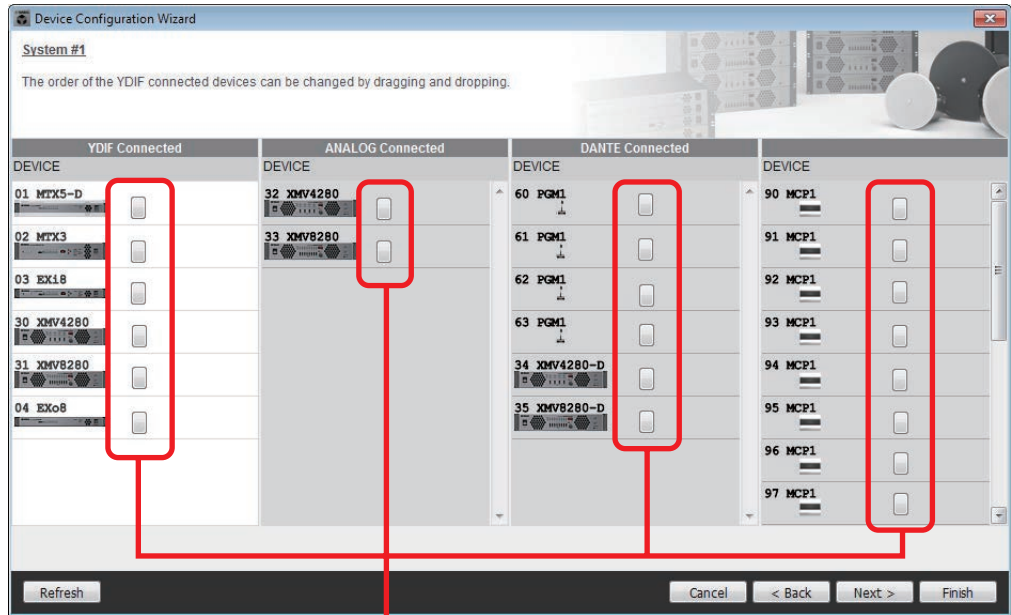 Device Configuration Wizard
System #1
The order of the YDIF connected devices can be changed by dragging and dropping.
YDIF Connected
DEVICE
01 MTX5-D
02 MTX3
03 EXi8
30 XMV4280
31 XMV8280
04 EXo8
ANALOG Connected
DEVICE
32 XMV4280
33 XMV8280
DANTE Connected
DEVICE
60 PGM1
61 PGM1
62 PGM1
63 PGM1
34 XMV4280-D
35 XMV8280-D
DEVICE
90 MCP1
91 MCP1
92 MCP1
93 MCP1
94 MCP1
95 MCP1
96 MCP1
97 MCP1
Refresh
Cancel
< Back
Next >
Finish